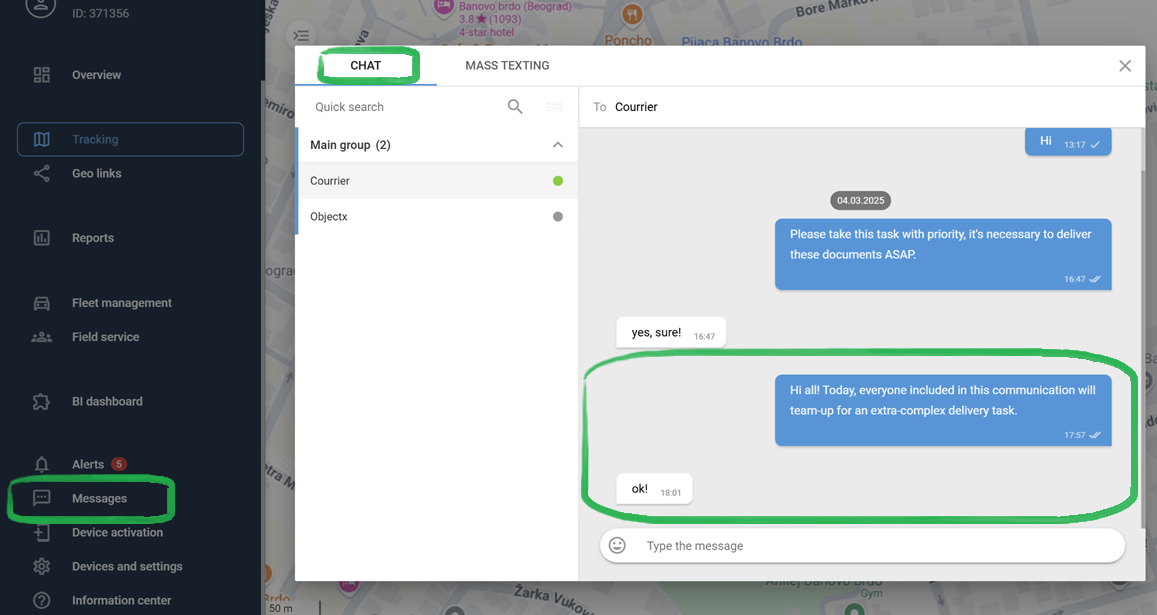 ID: 371356
Overview
Tracking
Geo links
Reports
Fleet management
Field service
BI dashboard
Alerts 5
Messages
Device activation
Devices and settings
Information center
Banovo brdo (Beograd)
3.8★ (1093)
4-star hotel
Poncho
Pijaca Banovo Brdo
Bore Markov
CHAT
MASS TEXTING
Quick search
Main group (2)
Courrier
Objectx
To Courrier
Hi 13:17
04.03.2025
Please take this task with priority, it's necessary to deliver
these documents ASAP.
16:47
yes, sure! 16:47
Hi all! Today, everyone included in this communication will
team-up for an extra-complex delivery task.
17:57
ok! 18:01
Type the message
50 m
Žarka Vukov
Gym